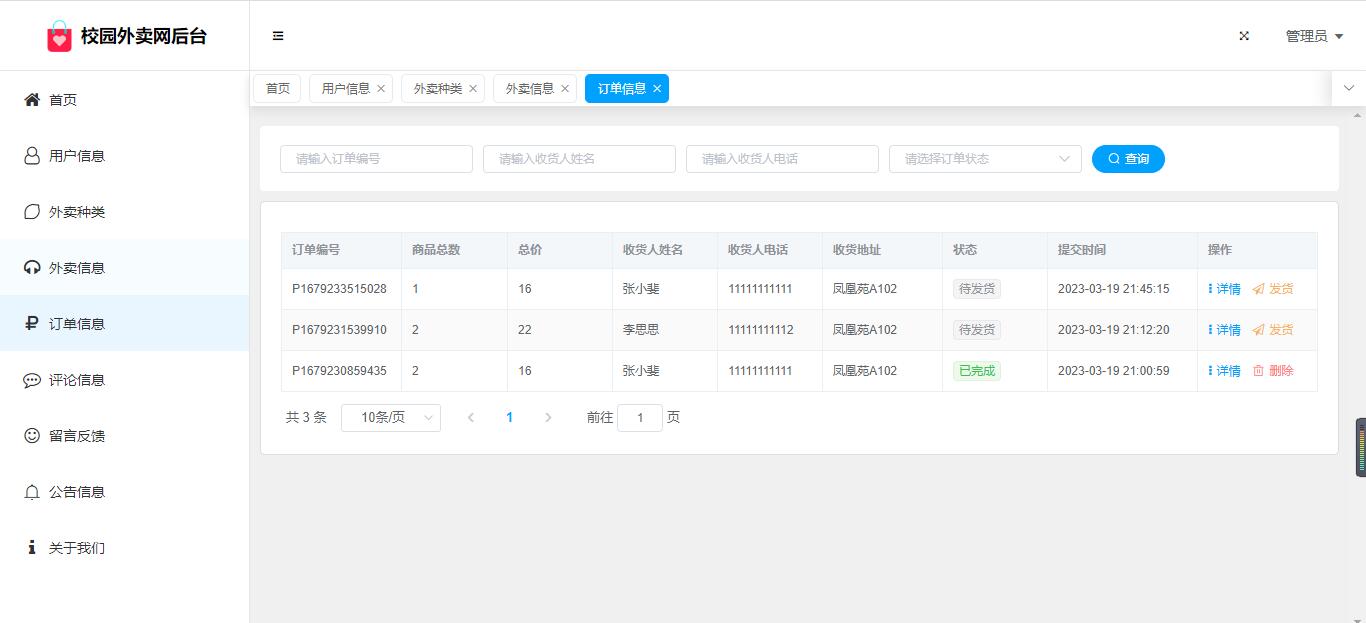 校园外卖网后台
管理员
首页 用户信息 外卖种类 外卖信息 订单信息
首页
用户信息
外卖种类
外卖信息
订单信息
评论信息
留言反馈
公告信息
关于我们
请输入订单编号 请输入收货人姓名 请输入收货人电话 请选择订单状态 查询
订单编号 商品总数 总价 收货人姓名 收货人电话 收货地址 状态 提交时间 操作
P1679233515028 1 16 张小斐 11111111111 凤凰苑A102 待发货 2023-03-19 21:45:15 详情 发货
P1679231539910 2 22 李思思 11111111112 凤凰苑A102 待发货 2023-03-19 21:12:20 详情 发货
P1679230859435 2 16 张小斐 11111111111 凤凰苑A102 已完成 2023-03-19 21:00:59 详情 删除
共 3 条 10条/页 1 前往 1 页